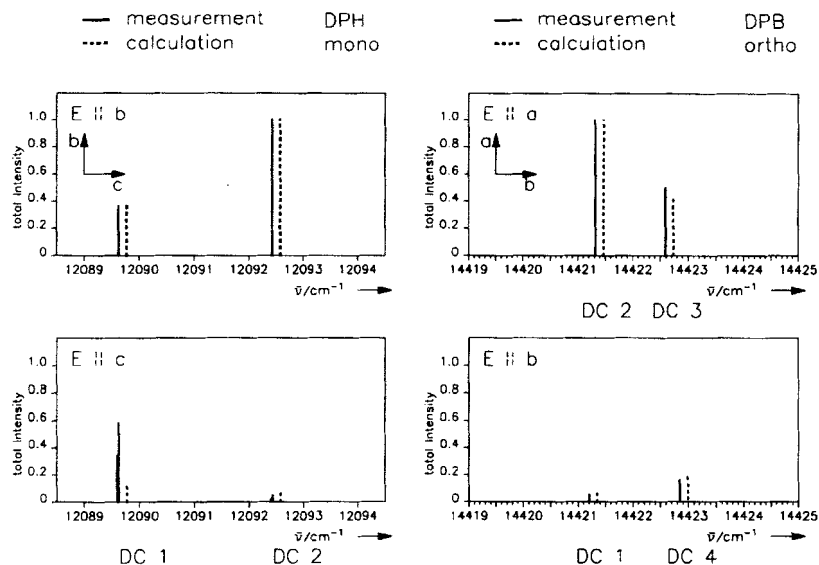 measurement DPH
calculation mono
measurement DPB
calculation ortho
E || b
total intensity
1.0
0.8
0.6
0.4
0.2
0
b
c
12089 12090 12091 12092 12093 12094
ν̄/cm⁻¹
E || a
total intensity
1.0
0.8
0.6
0.4
0.2
0
a
b
14419 14420 14421 14422 14423 14424 14425
ν̄/cm⁻¹
DC 2 DC 3
E || c
total intensity
1.0
0.8
0.6
0.4
0.2
0
12089 12090 12091 12092 12093 12094
ν̄/cm⁻¹
DC 1 DC 2
E || b
total intensity
1.0
0.8
0.6
0.4
0.2
0
14419 14420 14421 14422 14423 14424 14425
ν̄/cm⁻¹
DC 1 DC 4